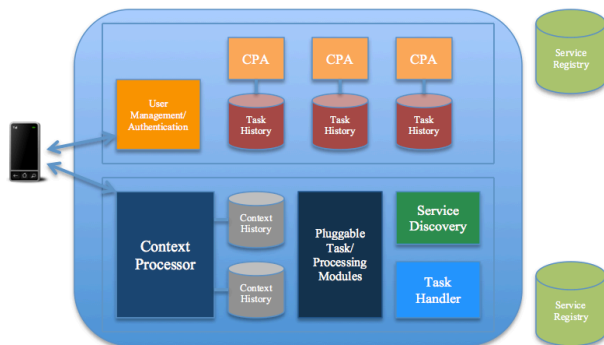 CPA
CPA
CPA
Service
Registry
User
Management/
Authentication
Task
History
Task
History
Task
History
Context
Processor
Context
History
Context
History
Pluggable
Task/
Processing
Modules
Service
Discovery
Task
Handler
Service
Registry